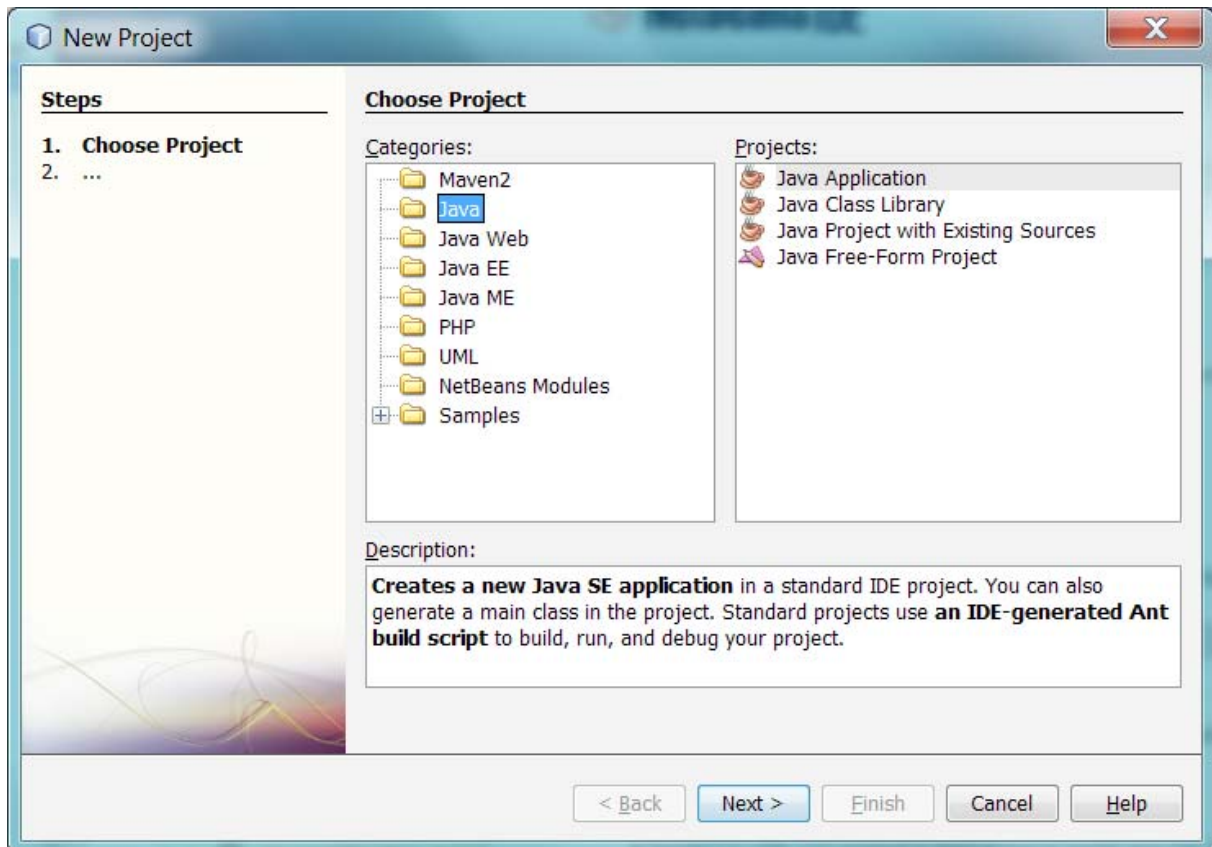 New Project
Steps
1. Choose Project
2. ...
Choose Project
Categories:
Maven2
Java
Java Web
Java EE
Java ME
PHP
UML
NetBeans Modules
Samples
Projects:
Java Application
Java Class Library
Java Project with Existing Sources
Java Free-Form Project
Description:
Creates a new Java SE application in a standard IDE project. You can also
generate a main class in the project. Standard projects use an IDE-generated Ant
build script to build, run, and debug your project.
< Back
Next >
Finish
Cancel
Help